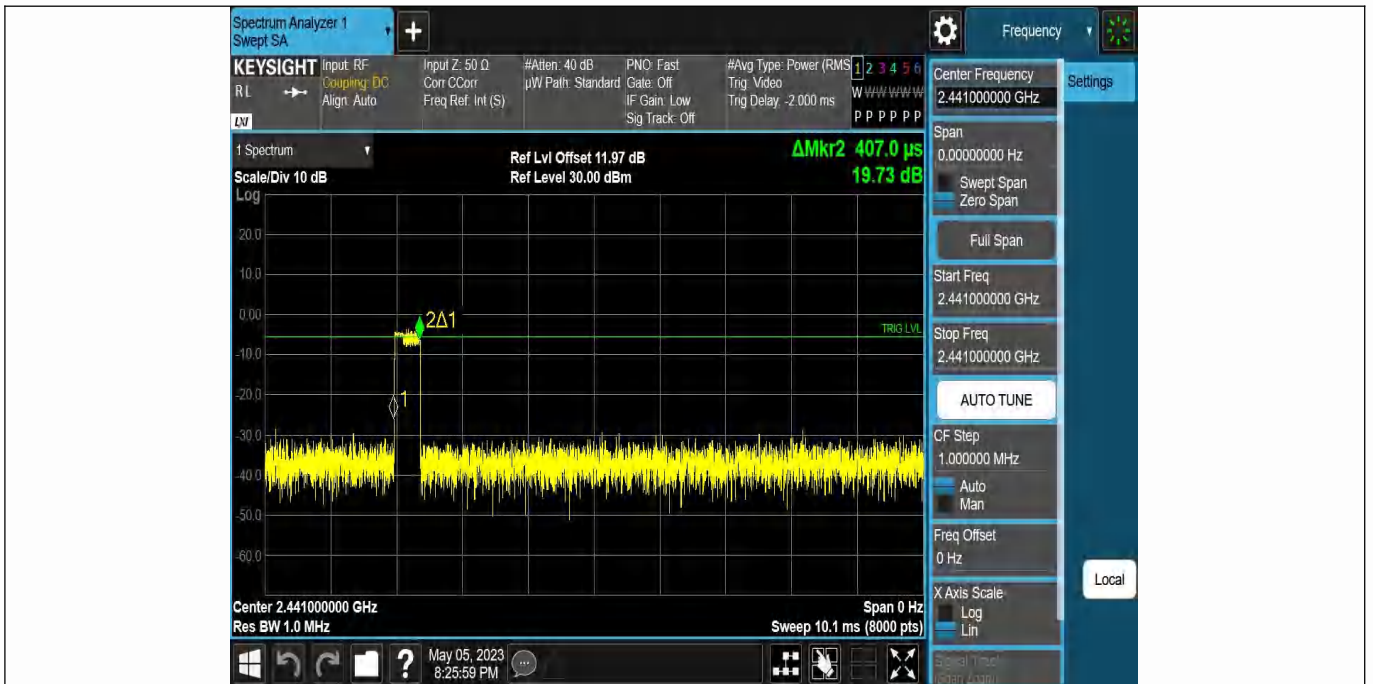 Spectrum Analyzer 1
Swept SA
Frequency
KEYSIGHT
RL
LXI
Input: RF
Coupling: DC
Align: Auto
Input Z: 50 Ω
Corr CCorr
Freq Ref: Int (S)
#Atten: 40 dB
µW Path: Standard
PNO: Fast
Gate: Off
IF Gain: Low
Sig Track: Off
#Avg Type: Power (RMS
Trig: Video
Trig Delay: -2.000 ms
1 2 3 4 5 6
W W W W W W
P P P P P P
1 Spectrum
Scale/Div 10 dB
Log
Ref Lvl Offset 11.97 dB
Ref Level 30.00 dBm
ΔMkr2 407.0 µs
19.73 dB
20.0
10.0
0.00
-10.0
-20.0
-30.0
-40.0
-50.0
-60.0
2Δ1
1
TRIG LVL
Center 2.441000000 GHz
Res BW 1.0 MHz
Span 0 Hz
Sweep 10.1 ms (8000 pts)
Center Frequency
2.441000000 GHz
Settings
Span
0.00000000 Hz
Swept Span
Zero Span
Full Span
Start Freq
2.441000000 GHz
Stop Freq
2.441000000 GHz
AUTO TUNE
CF Step
1.000000 MHz
Auto
Man
Freq Offset
0 Hz
X Axis Scale
Log
Lin
Signal Track
(Span Zoom)
Local
?
May 05, 2023
8:25:59 PM